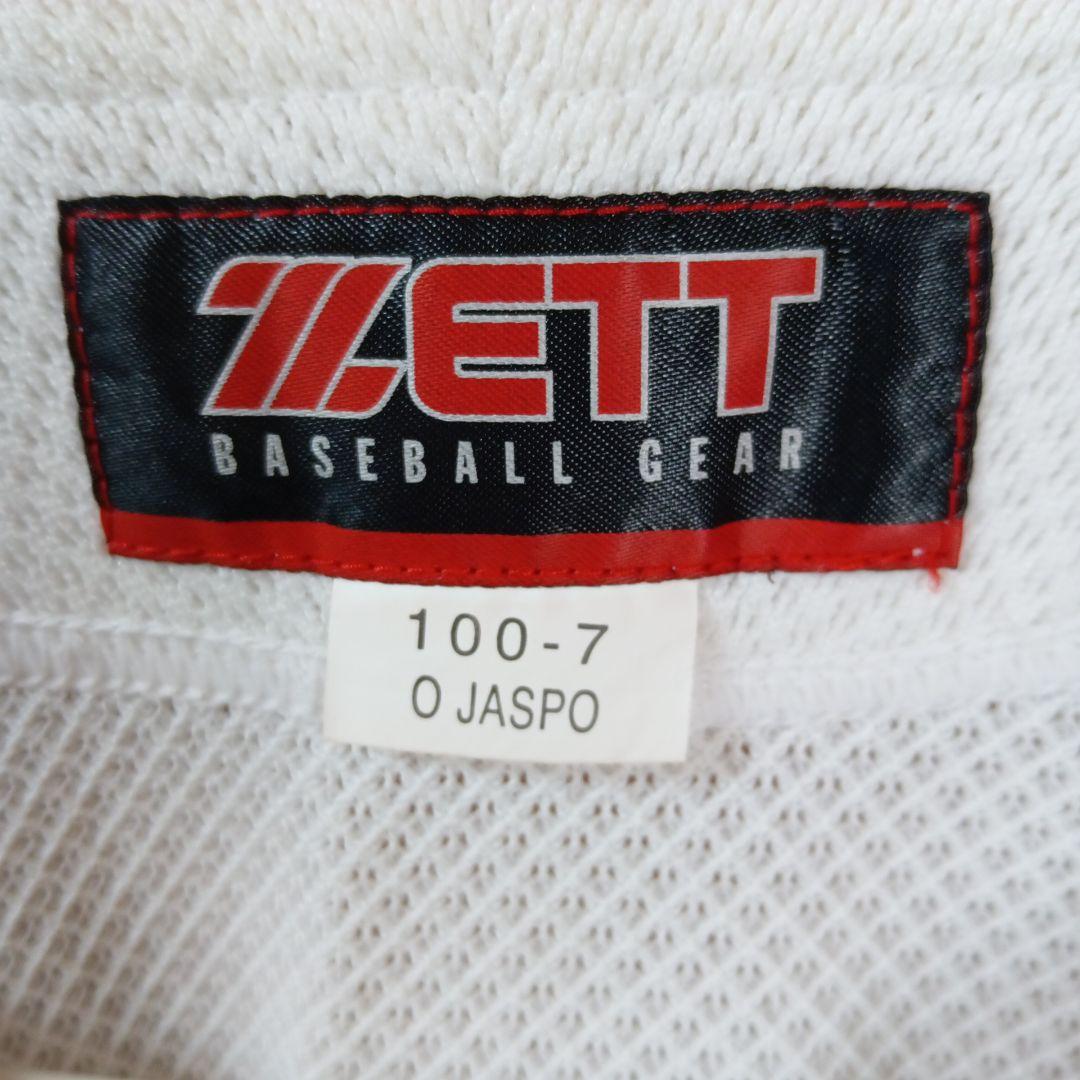 ZETT
BASEBALL GEAR
100-7
O JASPO